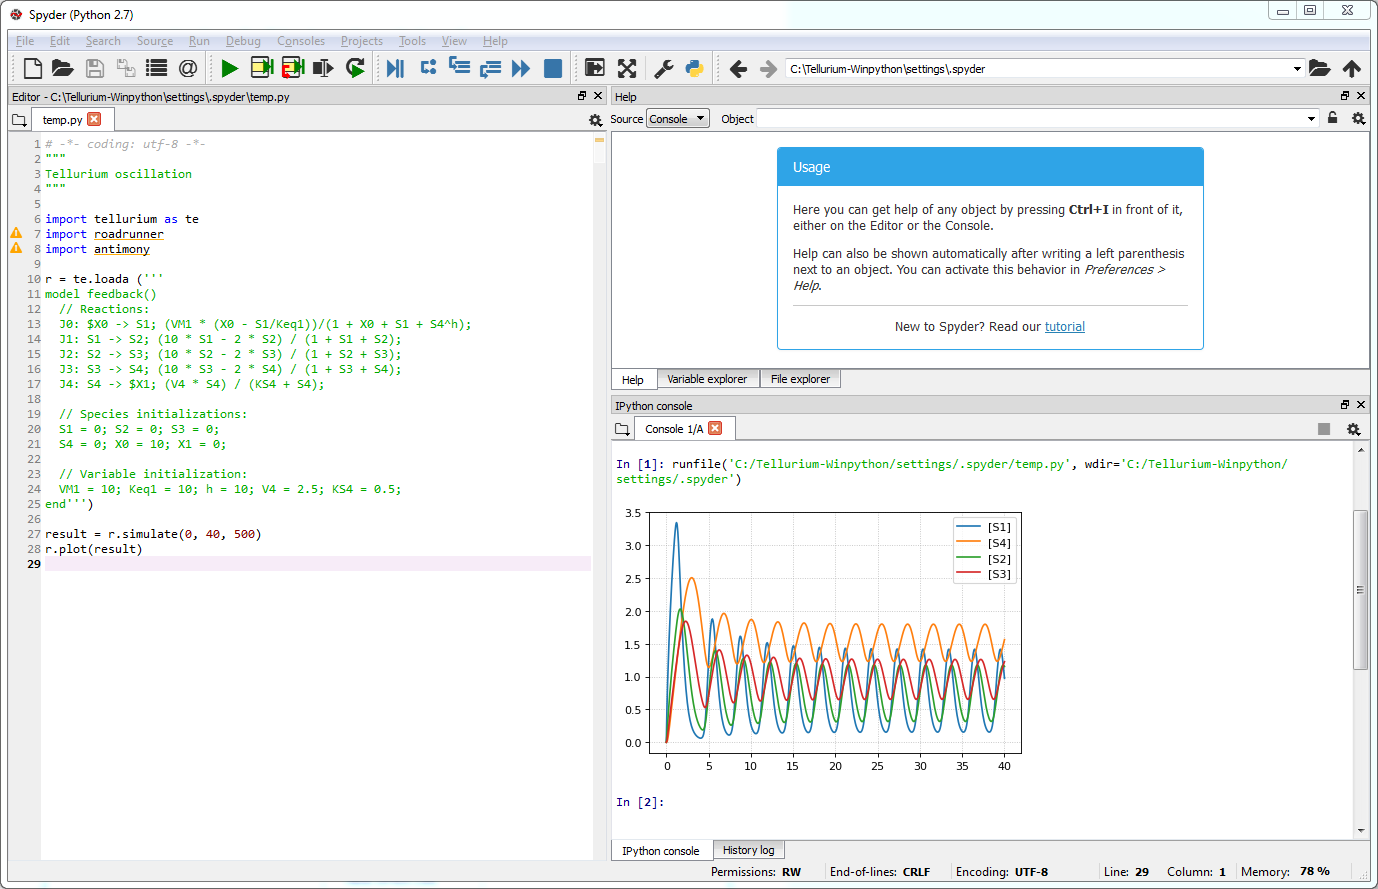 Spyder (Python 2.7)
File Edit Search Source Run Debug Consoles Projects Tools View Help
C:\Tellurium-Winpython\settings\.spyder
Editor - C:\Tellurium-Winpython\settings\.spyder\temp.py
temp.py
1 # -*- coding: utf-8 -*-
2 """
3 Tellurium oscillation
4 """
5
6 import tellurium as te
7 import roadrunner
8 import antimony
9
10 r = te.loada ('''
11 model feedback()
12 // Reactions:
13 J0: $X0 -> S1; (VM1 * (X0 - S1/Keq1))/(1 + X0 + S1 + S4^h);
14 J1: S1 -> S2; (10 * S1 - 2 * S2) / (1 + S1 + S2);
15 J2: S2 -> S3; (10 * S2 - 2 * S3) / (1 + S2 + S3);
16 J3: S3 -> S4; (10 * S3 - 2 * S4) / (1 + S3 + S4);
17 J4: S4 -> $X1; (V4 * S4) / (KS4 + S4);
18
19 // Species initializations:
20 S1 = 0; S2 = 0; S3 = 0;
21 S4 = 0; X0 = 10; X1 = 0;
22
23 // Variable initialization:
24 VM1 = 10; Keq1 = 10; h = 10; V4 = 2.5; KS4 = 0.5;
25 end''')
26
27 result = r.simulate(0, 40, 500)
28 r.plot(result)
29
Help
Source Console Object
Usage
Here you can get help of any object by pressing Ctrl+I in front of it,
either on the Editor or the Console.
Help can also be shown automatically after writing a left parenthesis
next to an object. You can activate this behavior in Preferences >
Help.
New to Spyder? Read our tutorial
Help Variable explorer File explorer
IPython console
Console 1/A
In [1]: runfile('C:/Tellurium-Winpython/settings/.spyder/temp.py', wdir='C:/Tellurium-Winpython/
settings/.spyder')
3.5
3.0
2.5
2.0
1.5
1.0
0.5
0.0
0 5 10 15 20 25 30 35 40
[S1]
[S4]
[S2]
[S3]
In [2]:
IPython console History log
Permissions: RW End-of-lines: CRLF Encoding: UTF-8 Line: 29 Column: 1 Memory: 78 %